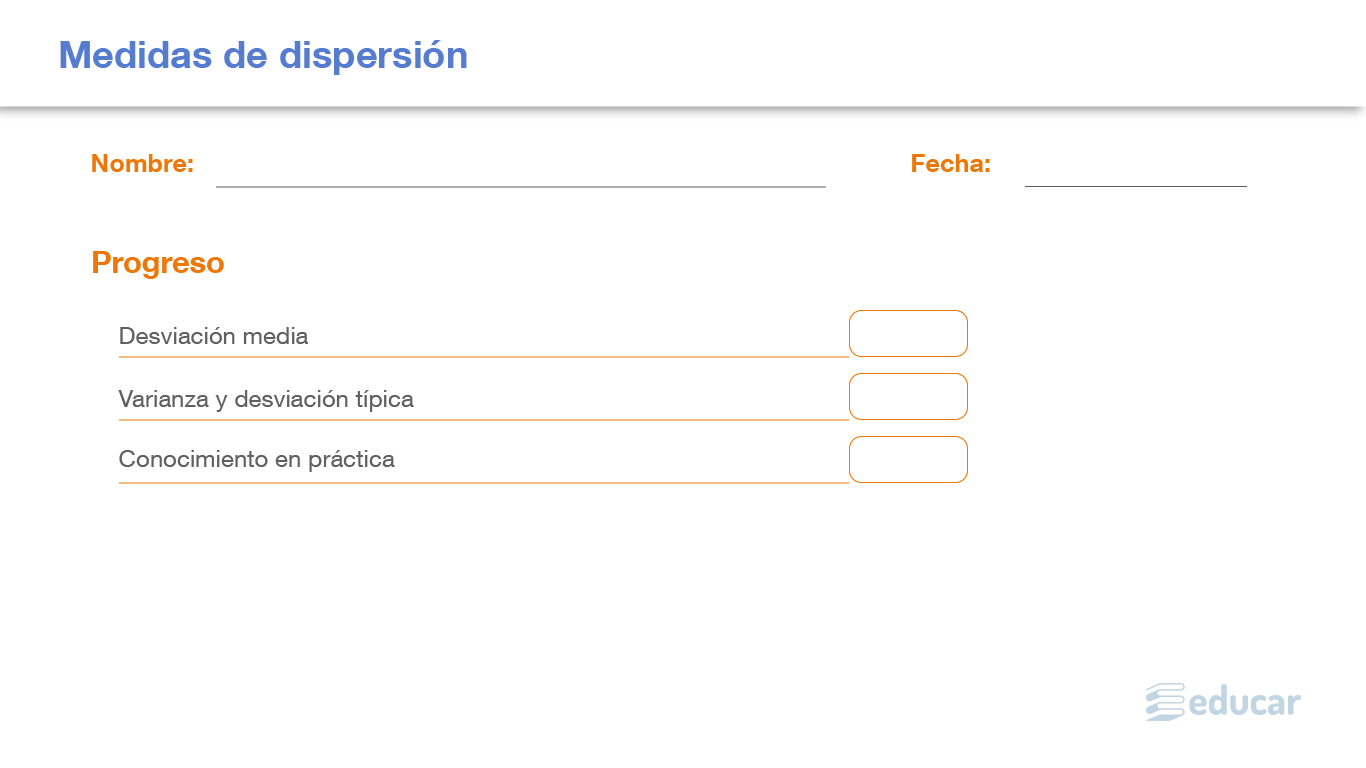 Medidas de dispersión
Nombre: Fecha:
Progreso
Desviación media
Varianza y desviación típica
Conocimiento en práctica
educar